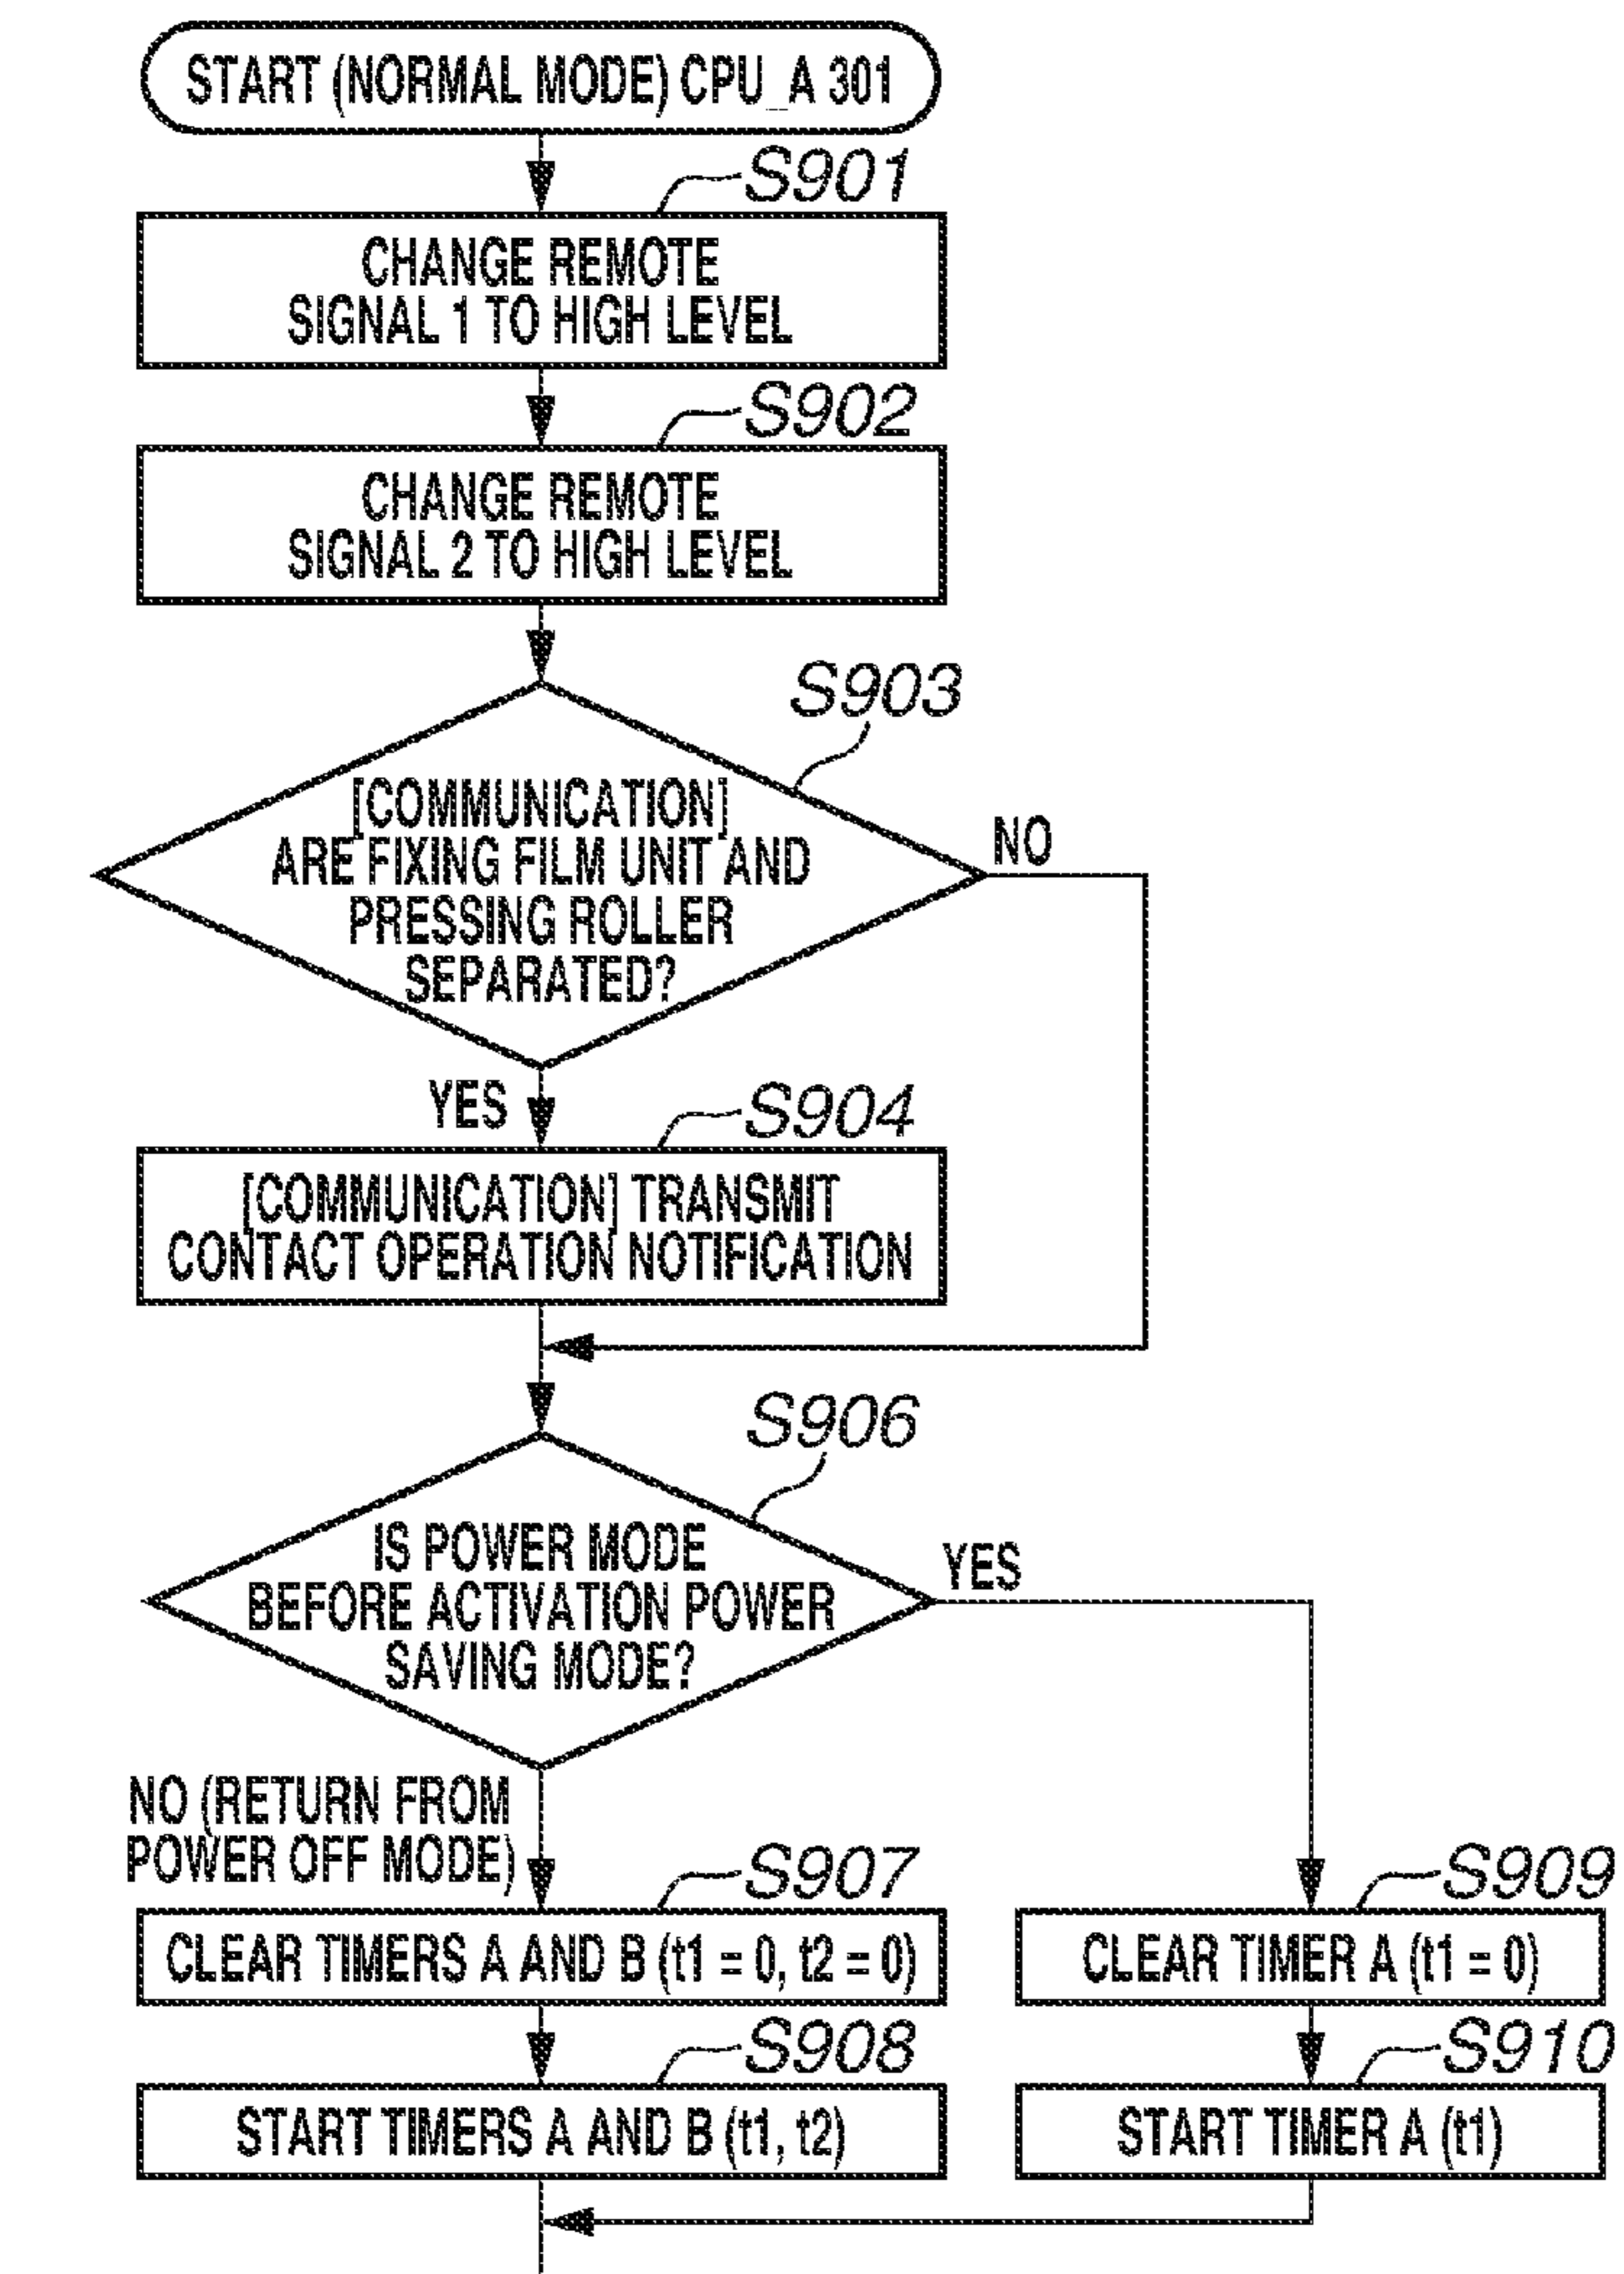 START (NORMAL MODE) CPU_A 301
S901
CHANGE REMOTE
SIGNAL 1 TO HIGH LEVEL
S902
CHANGE REMOTE
SIGNAL 2 TO HIGH LEVEL
S903
[COMMUNICATION]
ARE FIXING FILM UNIT AND
PRESSING ROLLER
SEPARATED?
NO
YES
S904
[COMMUNICATION] TRANSMIT
CONTACT OPERATION NOTIFICATION
S906
IS POWER MODE
BEFORE ACTIVATION POWER
SAVING MODE?
YES
NO (RETURN FROM
POWER OFF MODE)
S907
CLEAR TIMERS A AND B (t1 = 0, t2 = 0)
S909
CLEAR TIMER A (t1 = 0)
S908
START TIMERS A AND B (t1, t2)
S910
START TIMER A (t1)